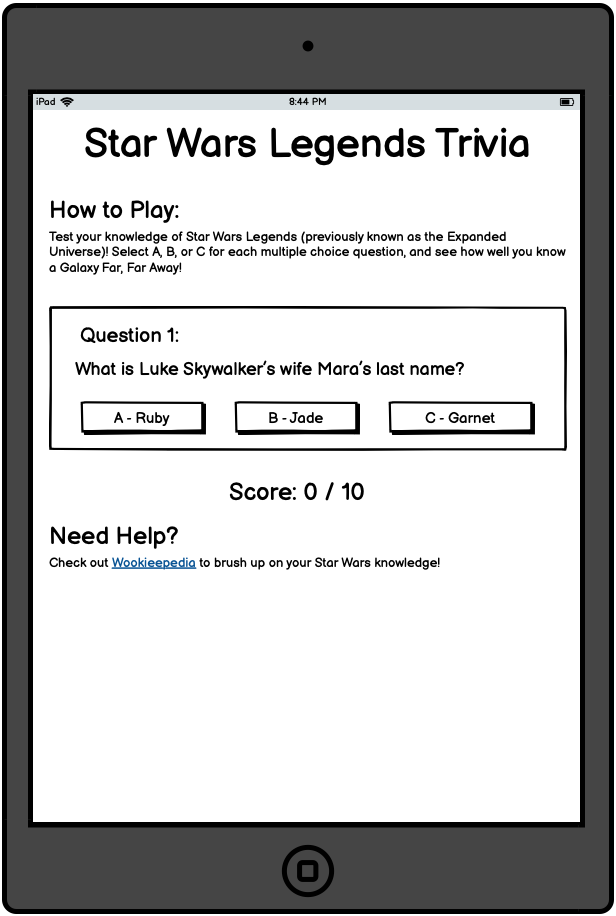 iPad 8:44 PM
Star Wars Legends Trivia
How to Play:
Test your knowledge of Star Wars Legends (previously known as the Expanded
Universe)! Select A, B, or C for each multiple choice question, and see how well you know
a Galaxy Far, Far Away!
Question 1:
What is Luke Skywalker's wife Mara's last name?
A - Ruby B - Jade C - Garnet
Score: 0 / 10
Need Help?
Check out Wookieepedia to brush up on your Star Wars knowledge!